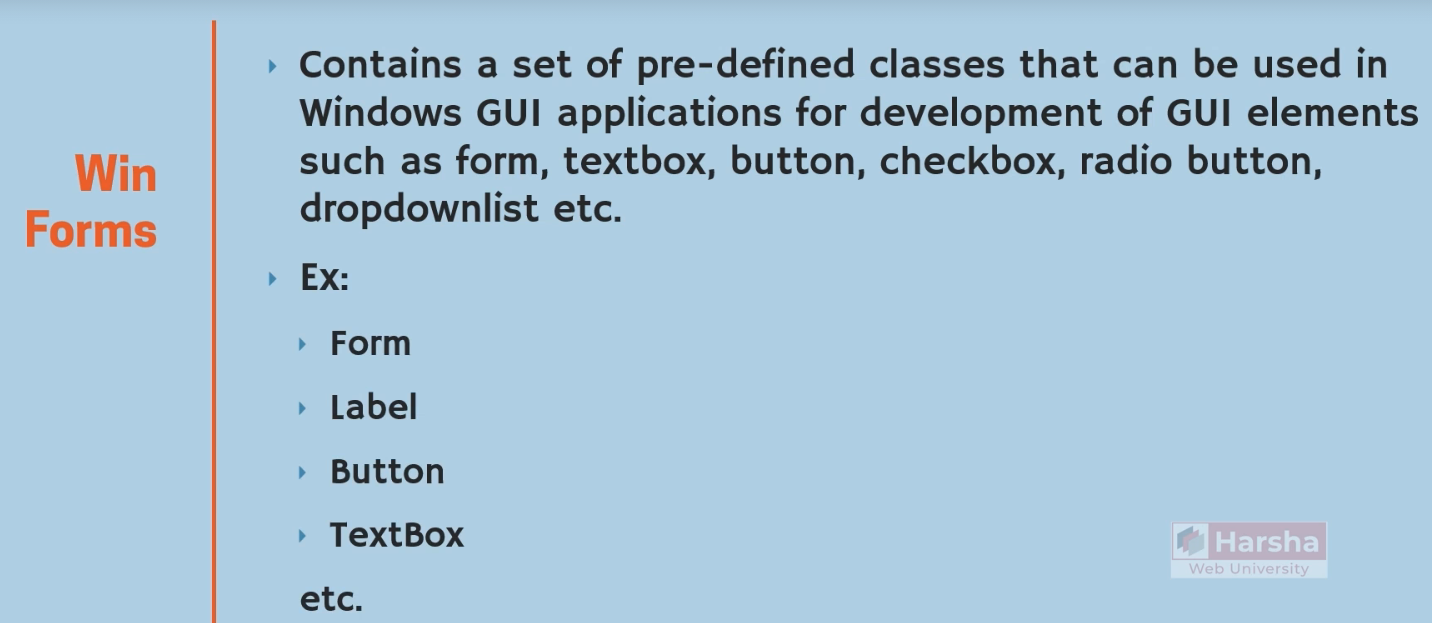 Win
Forms
Contains a set of pre-defined classes that can be used in
Windows GUI applications for development of GUI elements
such as form, textbox, button, checkbox, radio button,
dropdownlist etc.
Ex:
Form
Label
Button
TextBox
etc.
Harsha
Web University